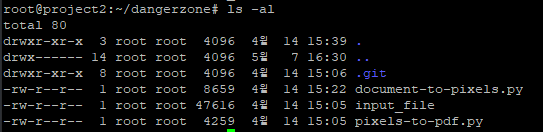 root@project2:~/dangerzone# ls -al
total 80
drwxr-xr-x  3 root root  4096  4월  14 15:39 .
drwx------ 14 root root  4096  5월   7 16:30 ..
drwxr-xr-x  8 root root  4096  4월  14 15:06 .git
-rw-r--r--  1 root root  8659  4월  14 15:22 document-to-pixels.py
-rw-r--r--  1 root root 47616  4월  14 15:05 input_file
-rw-r--r--  1 root root  4259  4월  14 15:05 pixels-to-pdf.py